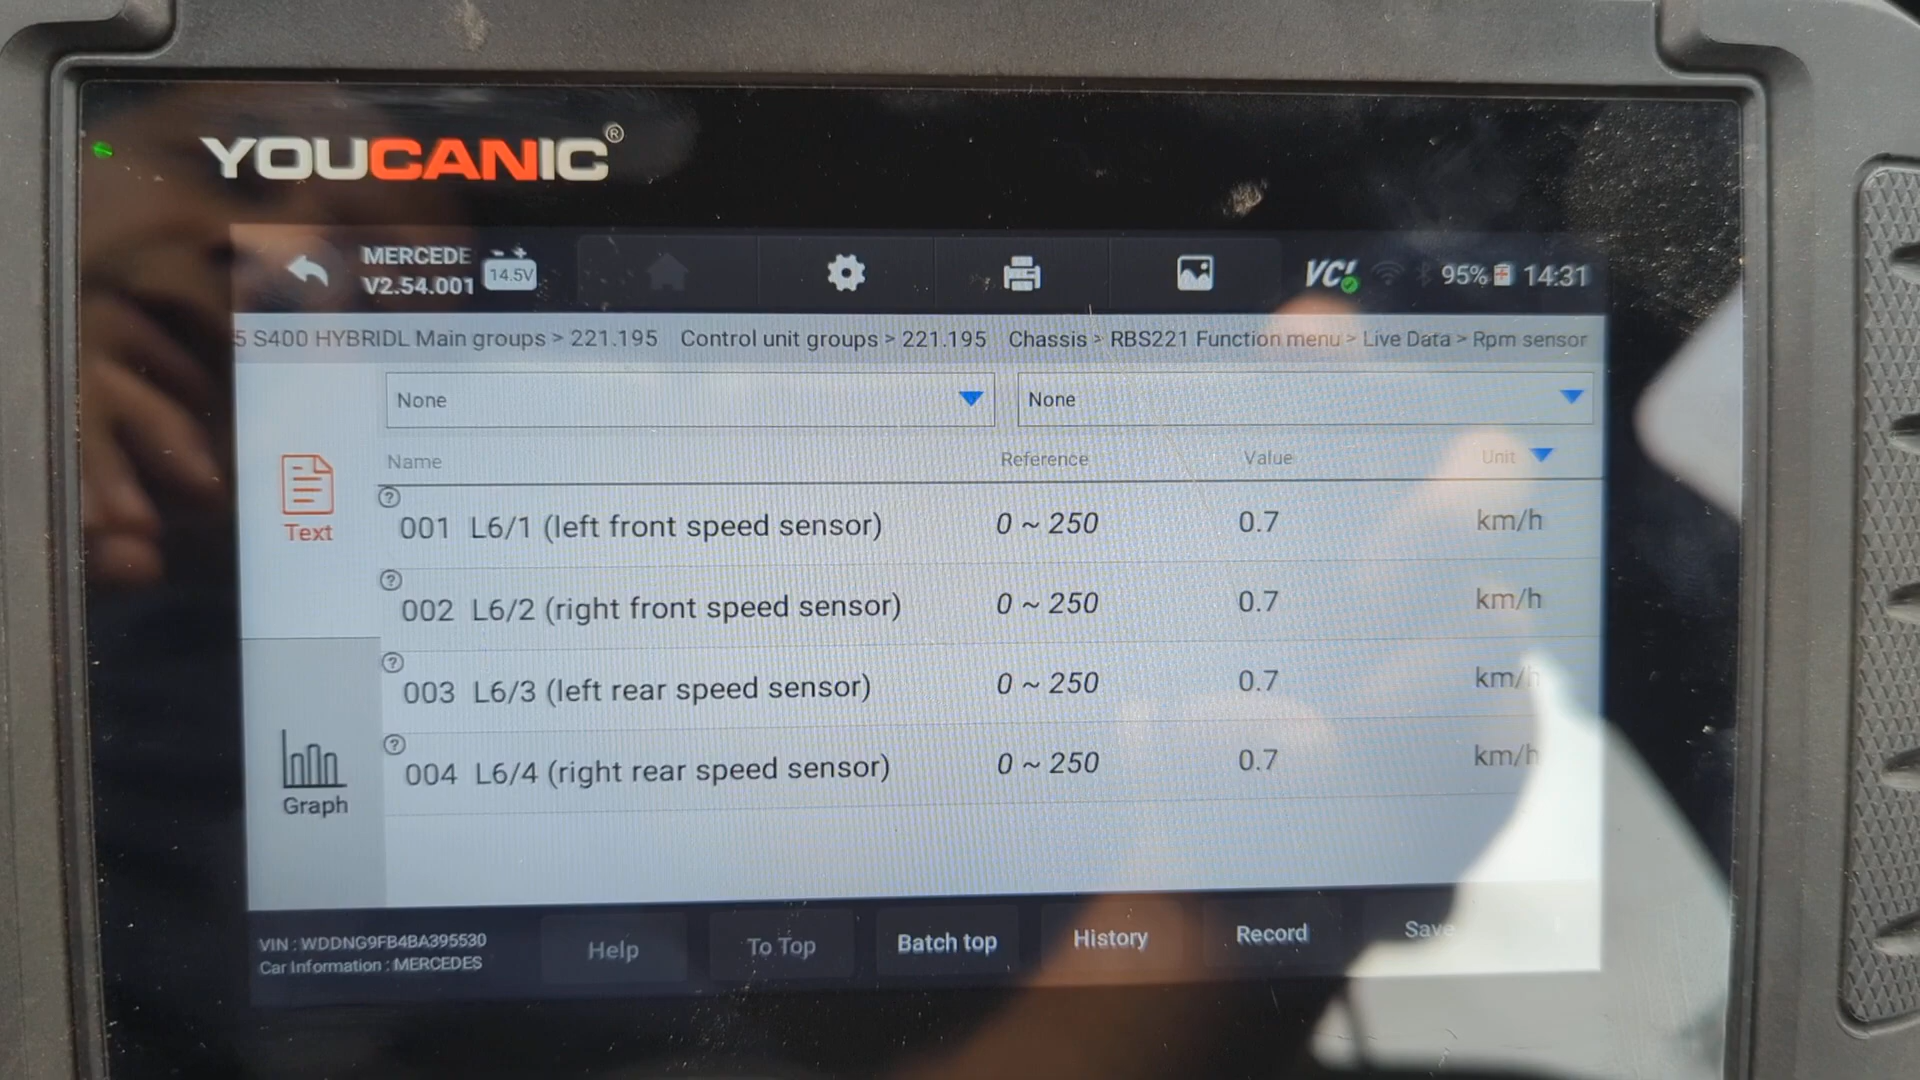 YOUCANIC®
MERCEDE
V2.54.001
14.5V
VCI
95%
14:31
5 S400 HYBRIDL Main groups > 221.195 Control unit groups > 221.195 Chassis > RBS221 Function menu > Live Data > Rpm sensor
None
None
Name Reference Value Unit
001 L6/1 (left front speed sensor) 0 ~ 250 0.7 km/h
002 L6/2 (right front speed sensor) 0 ~ 250 0.7 km/h
003 L6/3 (left rear speed sensor) 0 ~ 250 0.7 km/h
004 L6/4 (right rear speed sensor) 0 ~ 250 0.7 km/h
Text
Graph
VIN : WDDNG9FB4BA395530
Car Information : MERCEDES
Help
To Top
Batch top
History
Record
Save